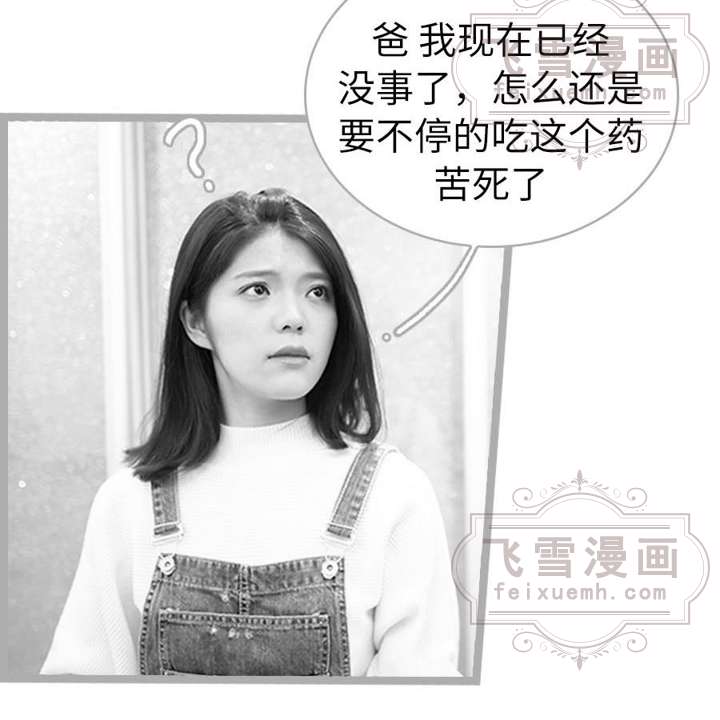 爸 我现在已经
没事了，怎么还是
要不停的吃这个药
苦死了
?
飞雪漫画
feixuemh.com
飞雪漫画
feixuemh.com